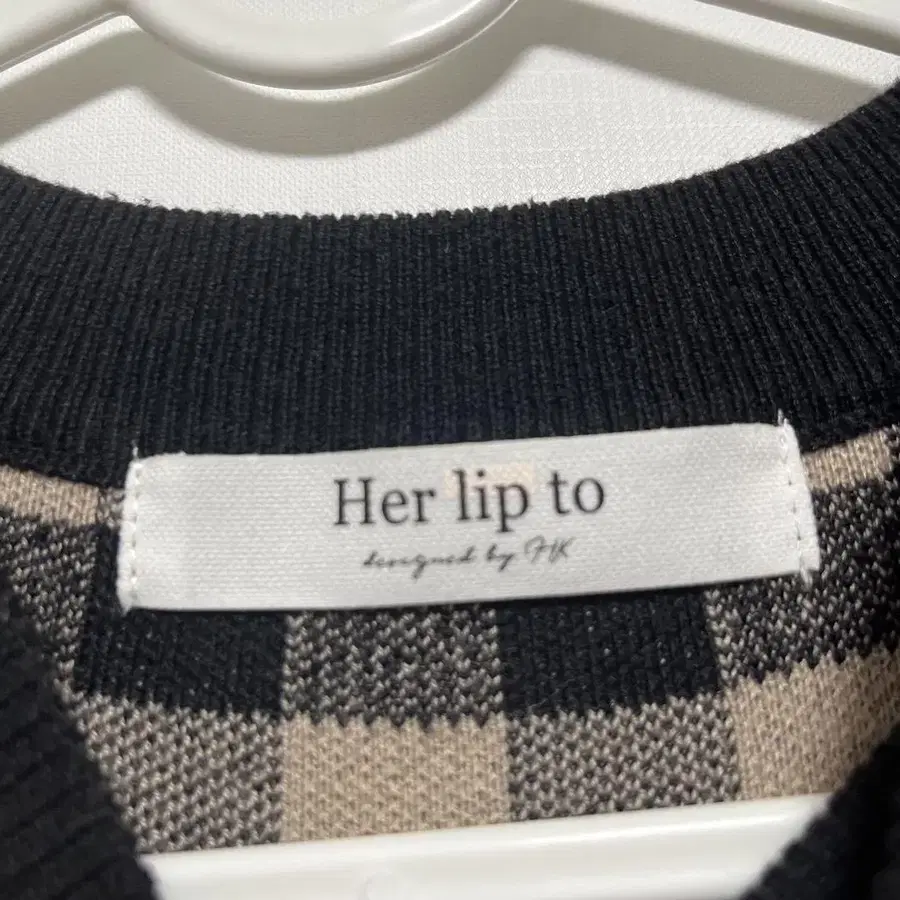 Her lip to
designed by HK